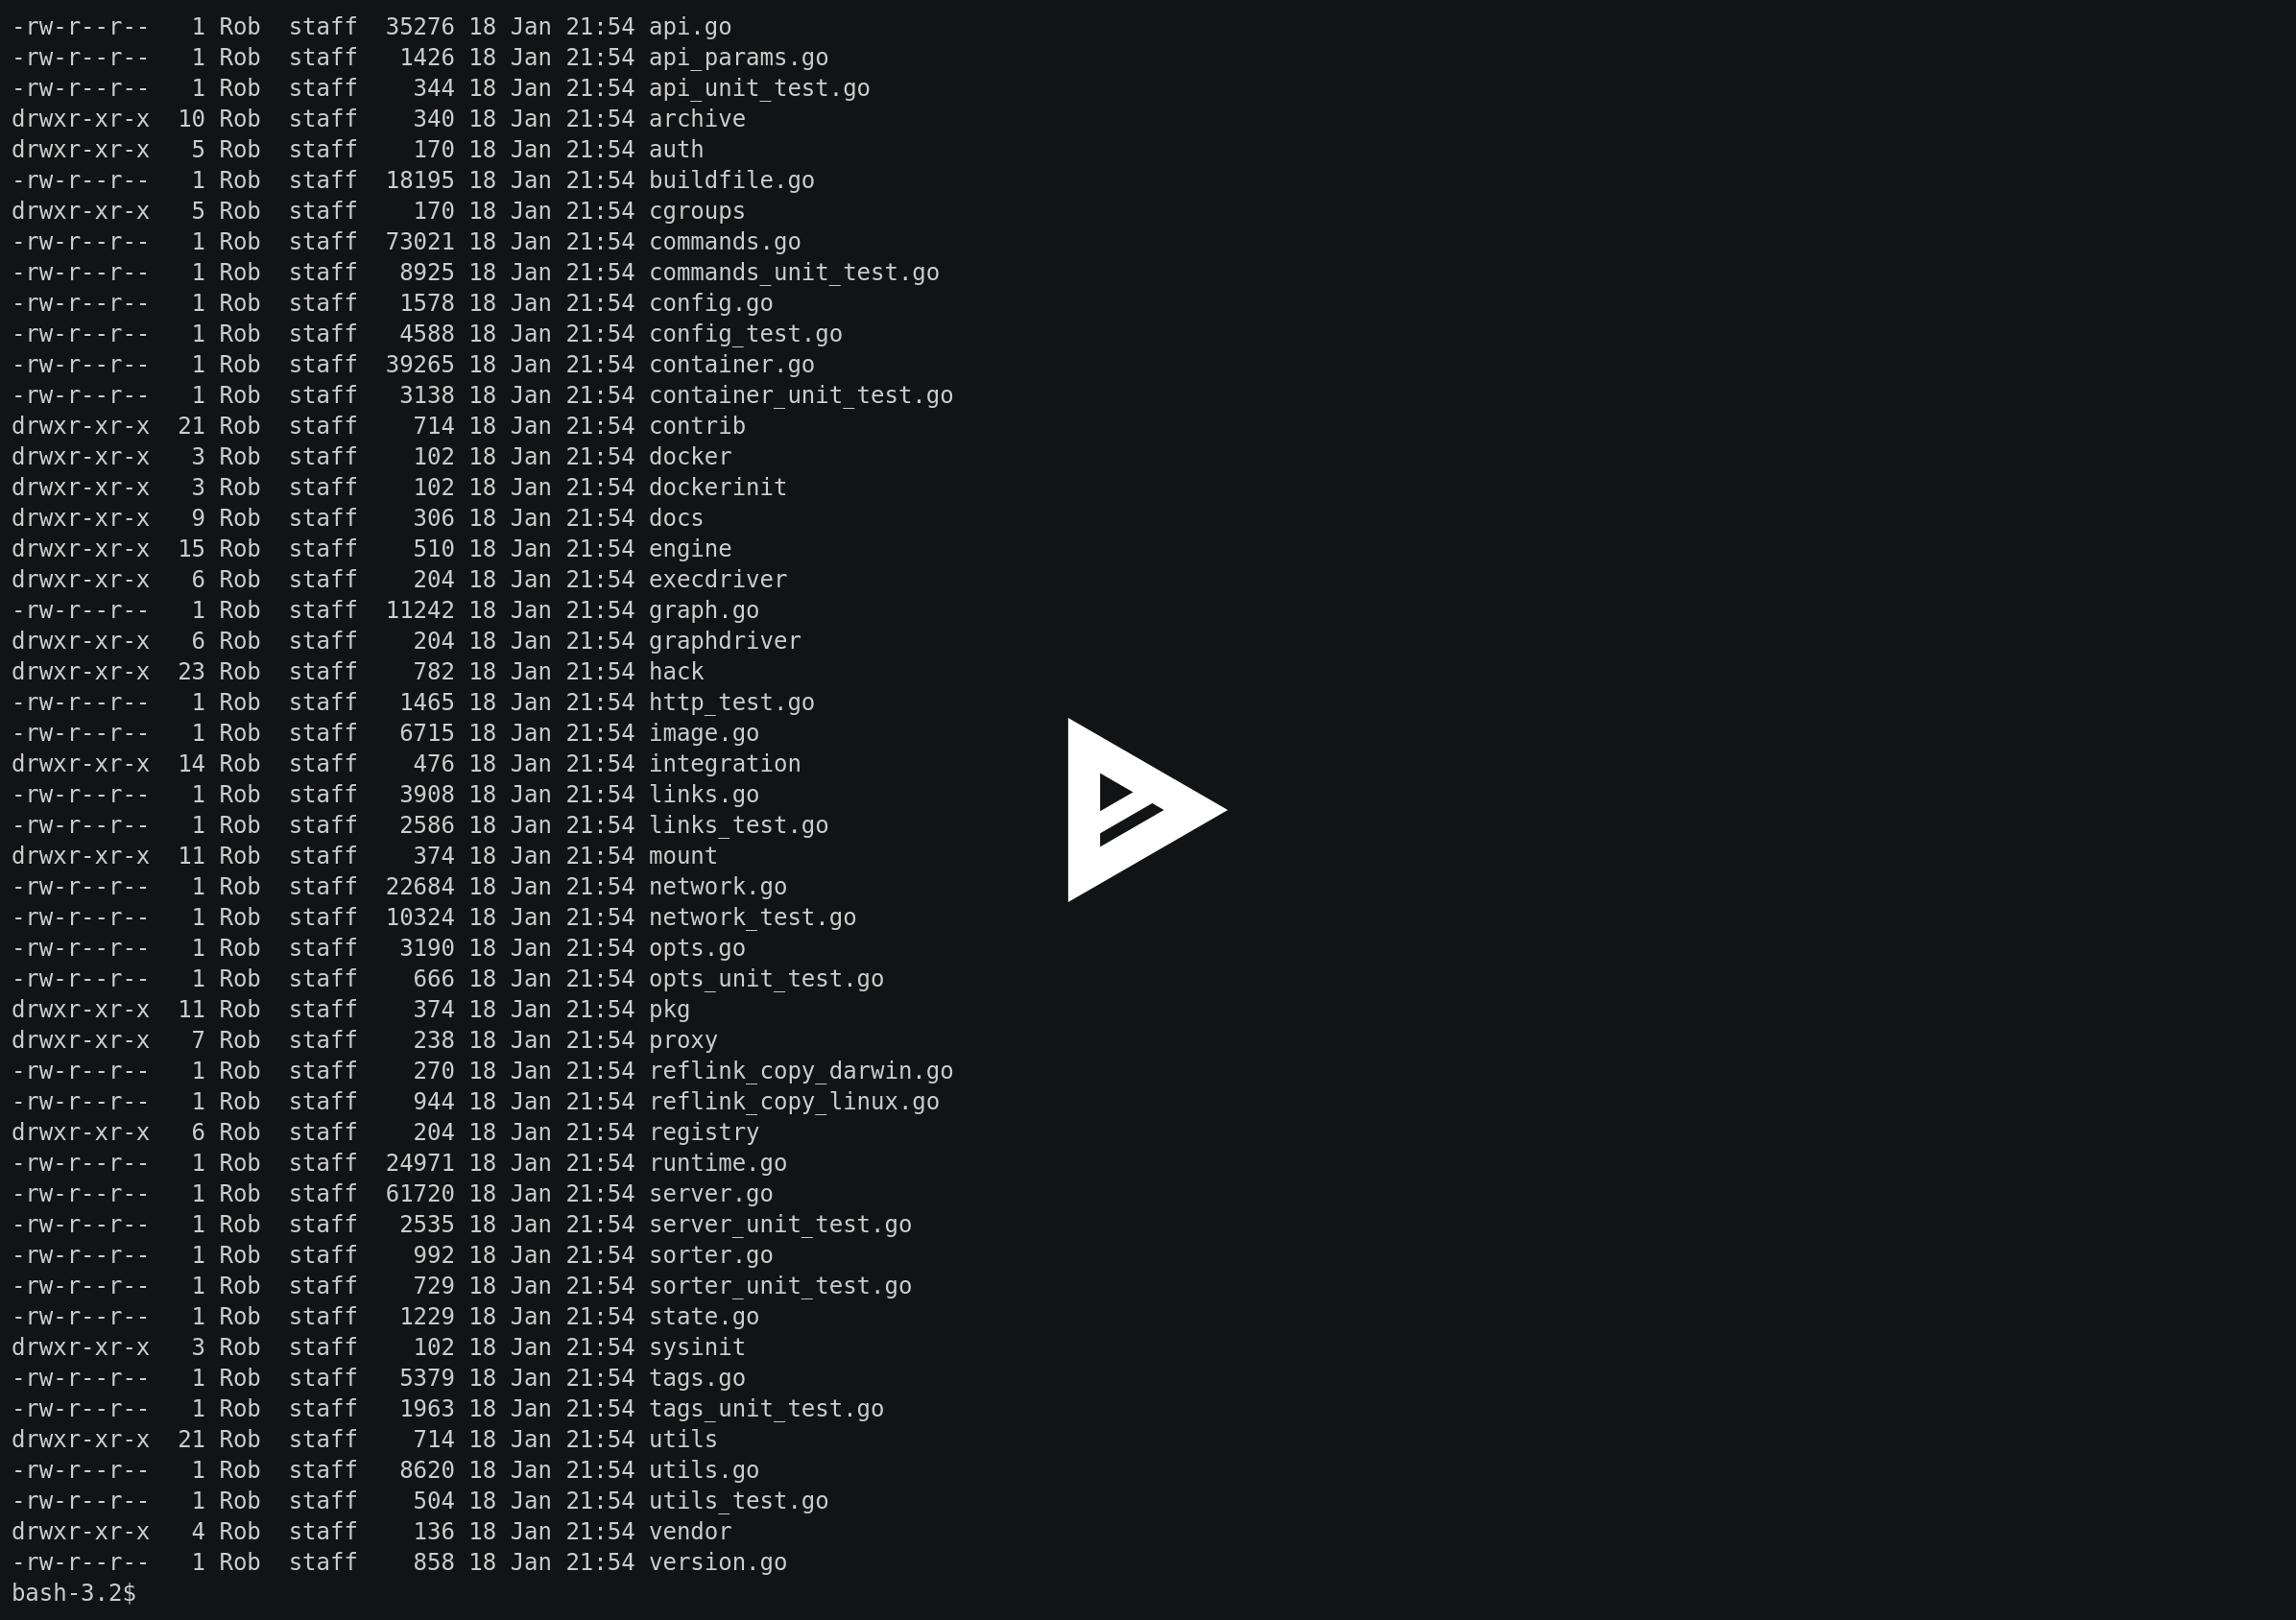 -rw-r--r--   1 Rob  staff  35276 18 Jan 21:54 api.go
-rw-r--r--   1 Rob  staff   1426 18 Jan 21:54 api_params.go
-rw-r--r--   1 Rob  staff    344 18 Jan 21:54 api_unit_test.go
drwxr-xr-x  10 Rob  staff    340 18 Jan 21:54 archive
drwxr-xr-x   5 Rob  staff    170 18 Jan 21:54 auth
-rw-r--r--   1 Rob  staff  18195 18 Jan 21:54 buildfile.go
drwxr-xr-x   5 Rob  staff    170 18 Jan 21:54 cgroups
-rw-r--r--   1 Rob  staff  73021 18 Jan 21:54 commands.go
-rw-r--r--   1 Rob  staff   8925 18 Jan 21:54 commands_unit_test.go
-rw-r--r--   1 Rob  staff   1578 18 Jan 21:54 config.go
-rw-r--r--   1 Rob  staff   4588 18 Jan 21:54 config_test.go
-rw-r--r--   1 Rob  staff  39265 18 Jan 21:54 container.go
-rw-r--r--   1 Rob  staff   3138 18 Jan 21:54 container_unit_test.go
drwxr-xr-x  21 Rob  staff    714 18 Jan 21:54 contrib
drwxr-xr-x   3 Rob  staff    102 18 Jan 21:54 docker
drwxr-xr-x   3 Rob  staff    102 18 Jan 21:54 dockerinit
drwxr-xr-x   9 Rob  staff    306 18 Jan 21:54 docs
drwxr-xr-x  15 Rob  staff    510 18 Jan 21:54 engine
drwxr-xr-x   6 Rob  staff    204 18 Jan 21:54 execdriver
-rw-r--r--   1 Rob  staff  11242 18 Jan 21:54 graph.go
drwxr-xr-x   6 Rob  staff    204 18 Jan 21:54 graphdriver
drwxr-xr-x  23 Rob  staff    782 18 Jan 21:54 hack
-rw-r--r--   1 Rob  staff   1465 18 Jan 21:54 http_test.go
-rw-r--r--   1 Rob  staff   6715 18 Jan 21:54 image.go
drwxr-xr-x  14 Rob  staff    476 18 Jan 21:54 integration
-rw-r--r--   1 Rob  staff   3908 18 Jan 21:54 links.go
-rw-r--r--   1 Rob  staff   2586 18 Jan 21:54 links_test.go
drwxr-xr-x  11 Rob  staff    374 18 Jan 21:54 mount
-rw-r--r--   1 Rob  staff  22684 18 Jan 21:54 network.go
-rw-r--r--   1 Rob  staff  10324 18 Jan 21:54 network_test.go
-rw-r--r--   1 Rob  staff   3190 18 Jan 21:54 opts.go
-rw-r--r--   1 Rob  staff    666 18 Jan 21:54 opts_unit_test.go
drwxr-xr-x  11 Rob  staff    374 18 Jan 21:54 pkg
drwxr-xr-x   7 Rob  staff    238 18 Jan 21:54 proxy
-rw-r--r--   1 Rob  staff    270 18 Jan 21:54 reflink_copy_darwin.go
-rw-r--r--   1 Rob  staff    944 18 Jan 21:54 reflink_copy_linux.go
drwxr-xr-x   6 Rob  staff    204 18 Jan 21:54 registry
-rw-r--r--   1 Rob  staff  24971 18 Jan 21:54 runtime.go
-rw-r--r--   1 Rob  staff  61720 18 Jan 21:54 server.go
-rw-r--r--   1 Rob  staff   2535 18 Jan 21:54 server_unit_test.go
-rw-r--r--   1 Rob  staff    992 18 Jan 21:54 sorter.go
-rw-r--r--   1 Rob  staff    729 18 Jan 21:54 sorter_unit_test.go
-rw-r--r--   1 Rob  staff   1229 18 Jan 21:54 state.go
drwxr-xr-x   3 Rob  staff    102 18 Jan 21:54 sysinit
-rw-r--r--   1 Rob  staff   5379 18 Jan 21:54 tags.go
-rw-r--r--   1 Rob  staff   1963 18 Jan 21:54 tags_unit_test.go
drwxr-xr-x  21 Rob  staff    714 18 Jan 21:54 utils
-rw-r--r--   1 Rob  staff   8620 18 Jan 21:54 utils.go
-rw-r--r--   1 Rob  staff    504 18 Jan 21:54 utils_test.go
drwxr-xr-x   4 Rob  staff    136 18 Jan 21:54 vendor
-rw-r--r--   1 Rob  staff    858 18 Jan 21:54 version.go
bash-3.2$